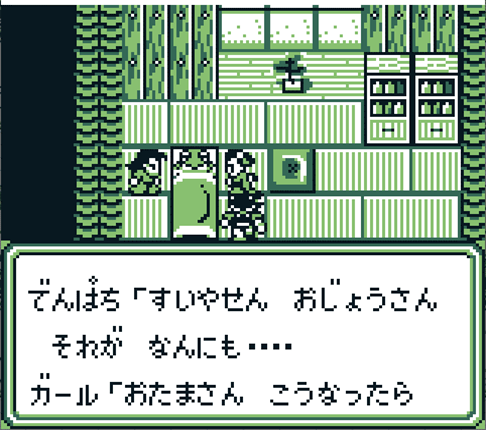 でんぱち「すいやせん　おじょうさん
それが　なんにも‥‥
ガール「おたまさん　こうなったら